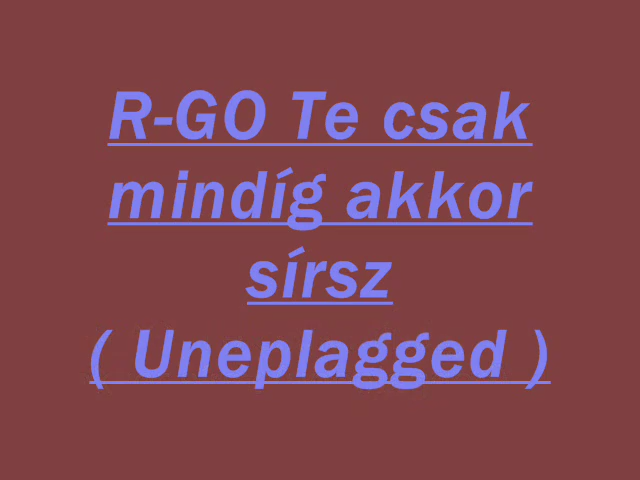 R-GO Te csak
mindíg akkor
sírsz
( Uneplagged )